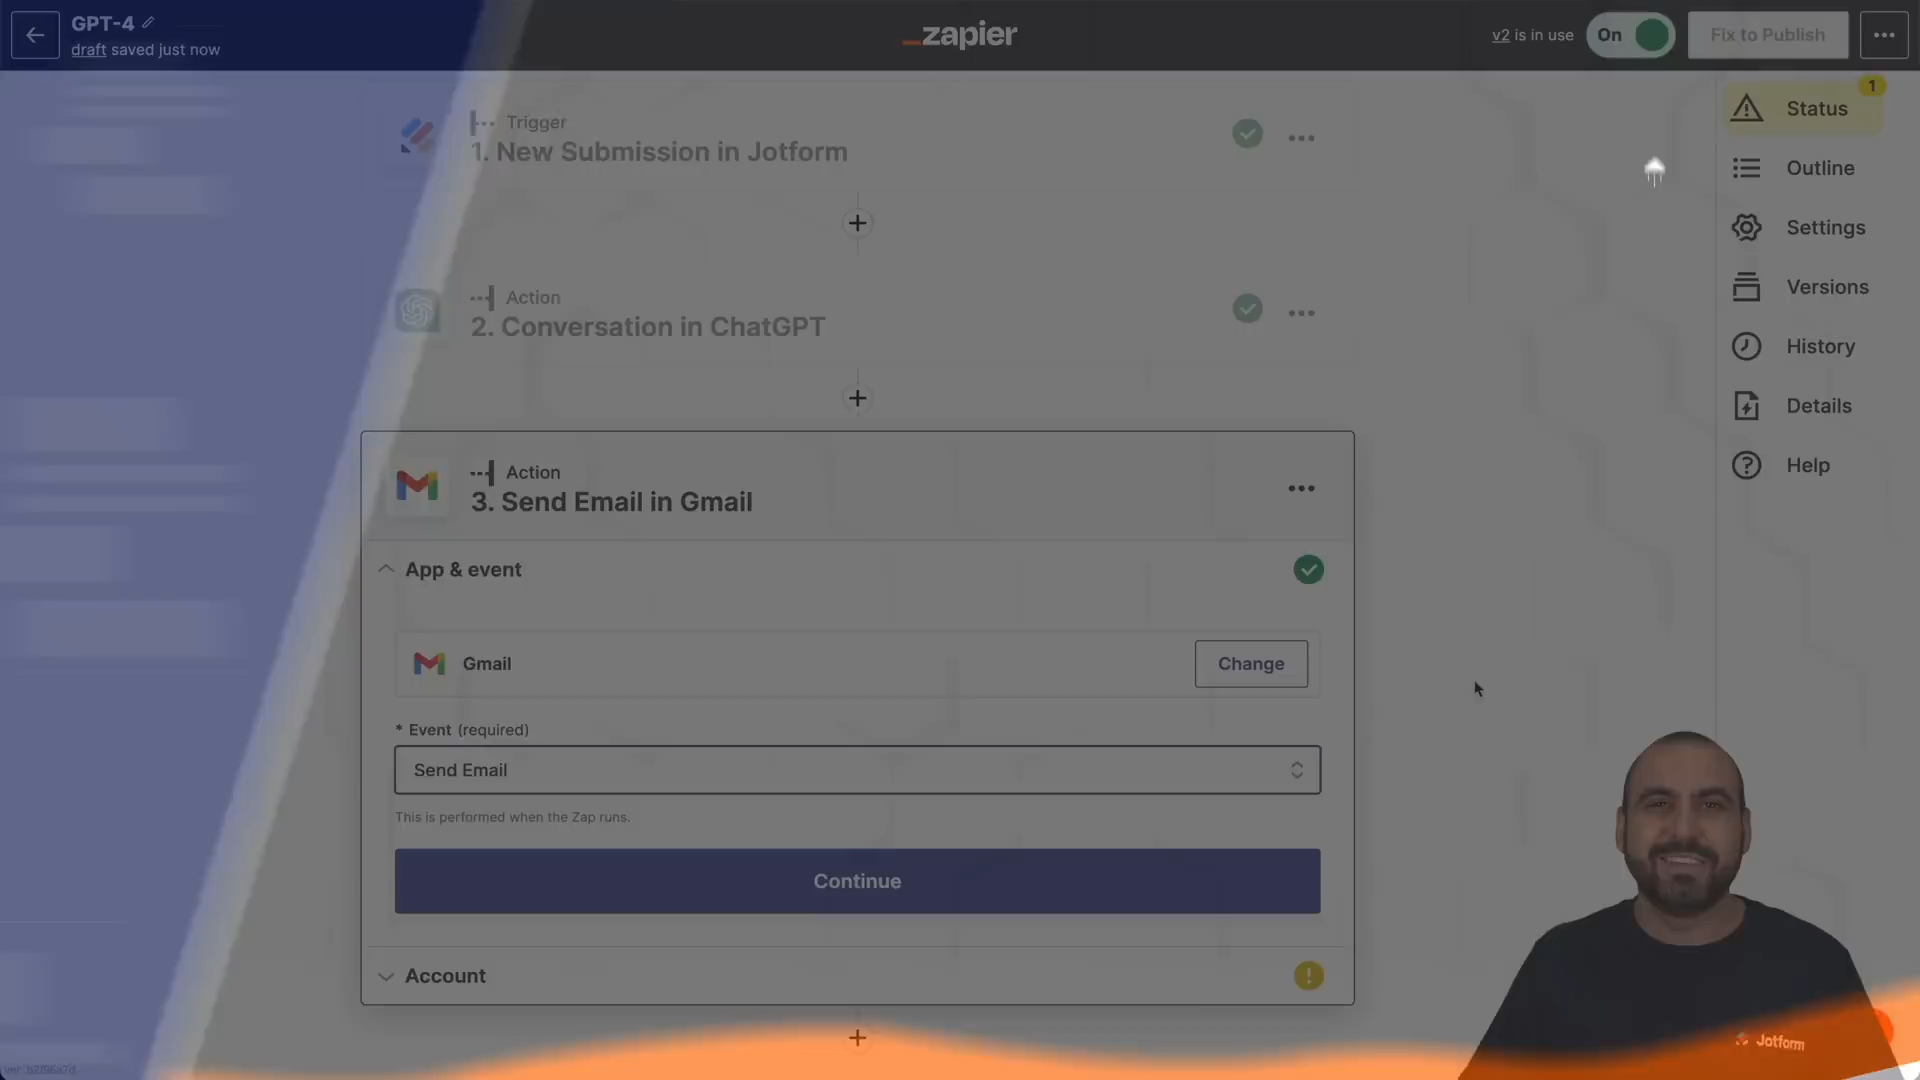 GPT-4
draft saved just now
zapier
v2 is in use
On
Fix to Publish
1
Status
Outline
Settings
Versions
History
Details
Help
Trigger
1. New Submission in Jotform
Action
2. Conversation in ChatGPT
Action
3. Send Email in Gmail
App & event
Gmail
Change
* Event (required)
Send Email
This is performed when the Zap runs.
Continue
Account
Jotform